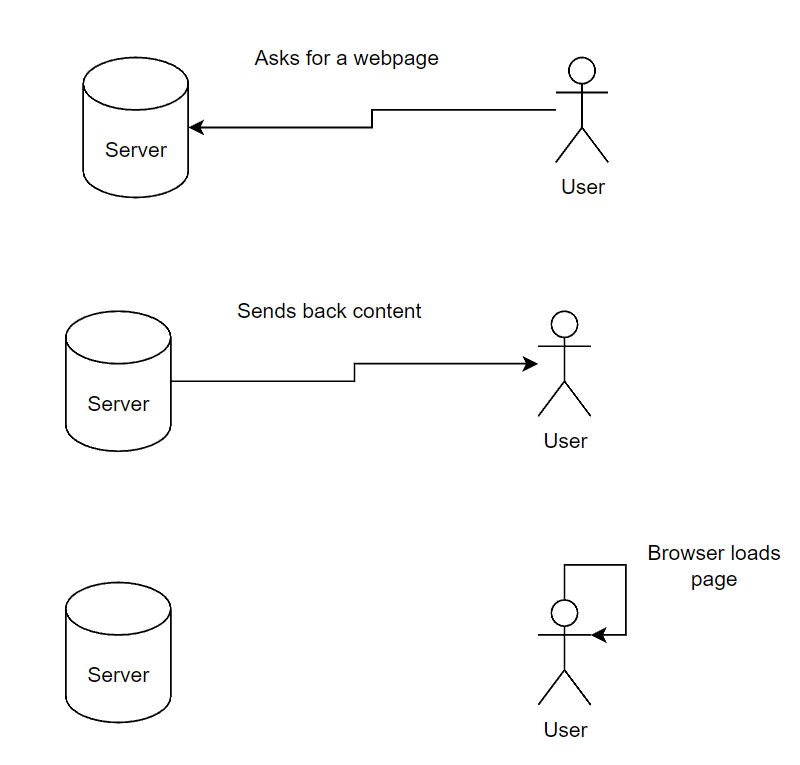 Asks for a webpage
Server
User
Sends back content
Server
User
Browser loads
page
Server
User